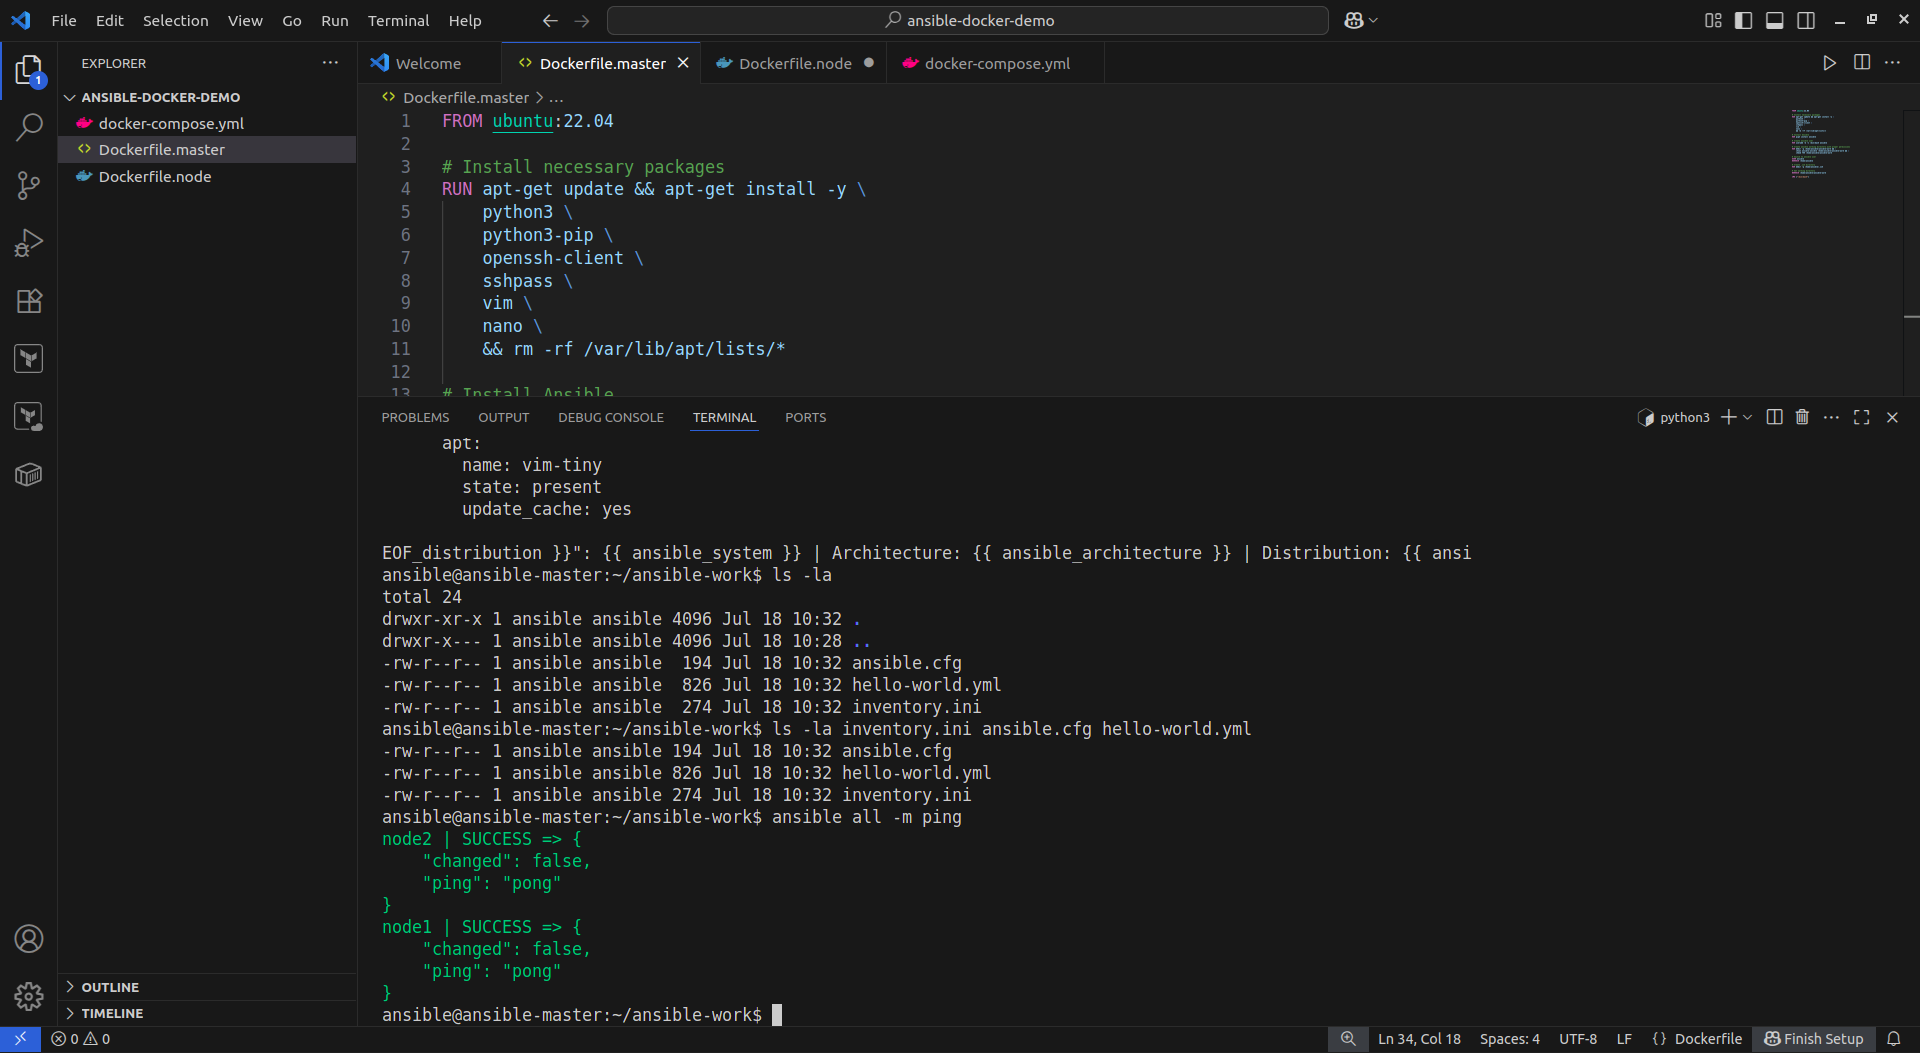 File Edit Selection View Go Run Terminal Help
ansible-docker-demo
1
EXPLORER
ANSIBLE-DOCKER-DEMO
docker-compose.yml
Dockerfile.master
Dockerfile.node
OUTLINE
TIMELINE
Welcome
Dockerfile.master
Dockerfile.node
docker-compose.yml
Dockerfile.master > ...
1 FROM ubuntu:22.04
2
3 # Install necessary packages
4 RUN apt-get update && apt-get install -y \
5 python3 \
6 python3-pip \
7 openssh-client \
8 sshpass \
9 vim \
10 nano \
11 && rm -rf /var/lib/apt/lists/*
12
13 # Install Ansible
PROBLEMS OUTPUT DEBUG CONSOLE TERMINAL PORTS
python3
apt:
name: vim-tiny
state: present
update_cache: yes
EOF_distribution }}": {{ ansible_system }} | Architecture: {{ ansible_architecture }} | Distribution: {{ ansi
ansible@ansible-master:~/ansible-work$ ls -la
total 24
drwxr-xr-x 1 ansible ansible 4096 Jul 18 10:32 .
drwxr-x--- 1 ansible ansible 4096 Jul 18 10:28 ..
-rw-r--r-- 1 ansible ansible  194 Jul 18 10:32 ansible.cfg
-rw-r--r-- 1 ansible ansible  826 Jul 18 10:32 hello-world.yml
-rw-r--r-- 1 ansible ansible  274 Jul 18 10:32 inventory.ini
ansible@ansible-master:~/ansible-work$ ls -la inventory.ini ansible.cfg hello-world.yml
-rw-r--r-- 1 ansible ansible 194 Jul 18 10:32 ansible.cfg
-rw-r--r-- 1 ansible ansible 826 Jul 18 10:32 hello-world.yml
-rw-r--r-- 1 ansible ansible 274 Jul 18 10:32 inventory.ini
ansible@ansible-master:~/ansible-work$ ansible all -m ping
node2 | SUCCESS => {
"changed": false,
"ping": "pong"
}
node1 | SUCCESS => {
"changed": false,
"ping": "pong"
}
ansible@ansible-master:~/ansible-work$
0 0
Ln 34, Col 18 Spaces: 4 UTF-8 LF {} Dockerfile Finish Setup